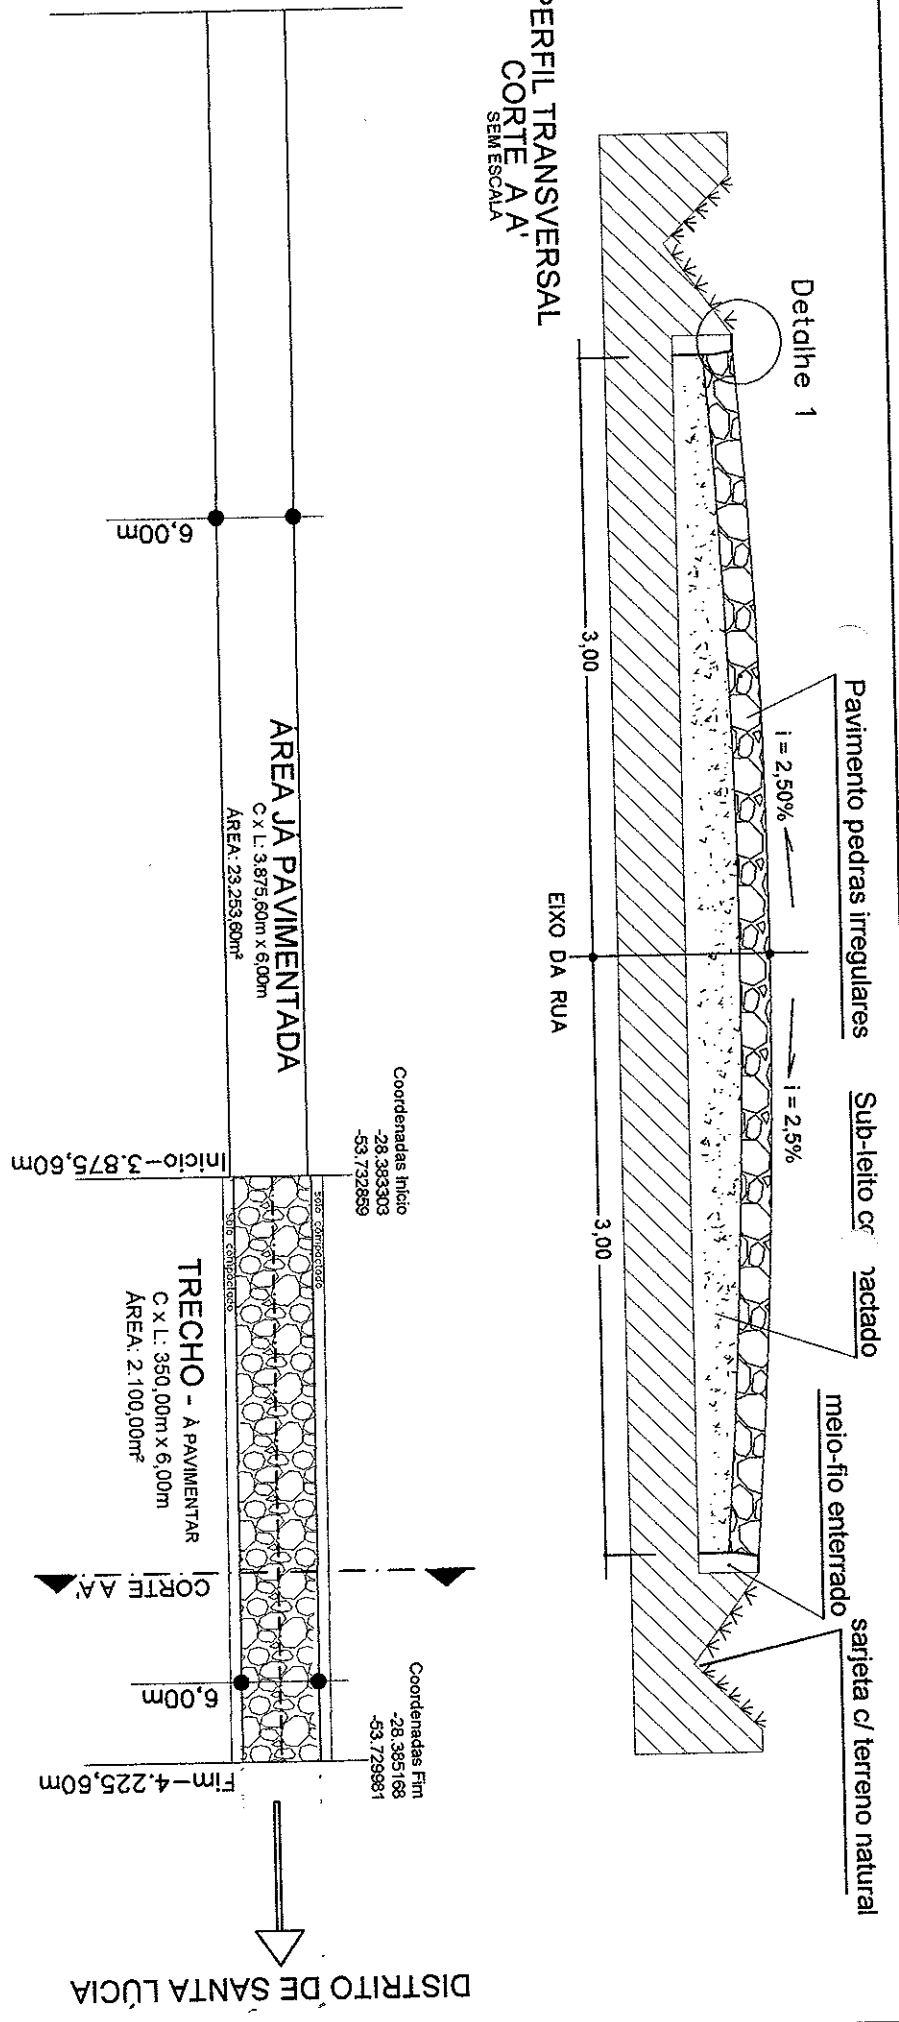 Detalhe 1
Pavimento pedras irregulares
Sub-leito
meio-fio enterrado
sarjeta c/ terreno natural
i = 2,50%
i = 2,5%
3,00
3,00
EIXO DA RUA
PERFIL TRANSVERSAL
CORTE A A'
SEM ESCALA
6,00m
ÁREA JÁ PAVIMENTADA
C x L: 3.875,60m x 6,00m
ÁREA: 23.253,60m²
Coordenadas Início
-28.383303
-53.732859
Início-3.875,60m
solo compactado
solo compactado
TRECHO - À PAVIMENTAR
C x L: 350,00m x 6,00m
ÁREA: 2.100,00m²
CORTE AA'
6,00m
Coordenadas Fim
-28.385168
-53.729981
Fim-4.225,60m
DISTRITO DE SANTA LÚCIA